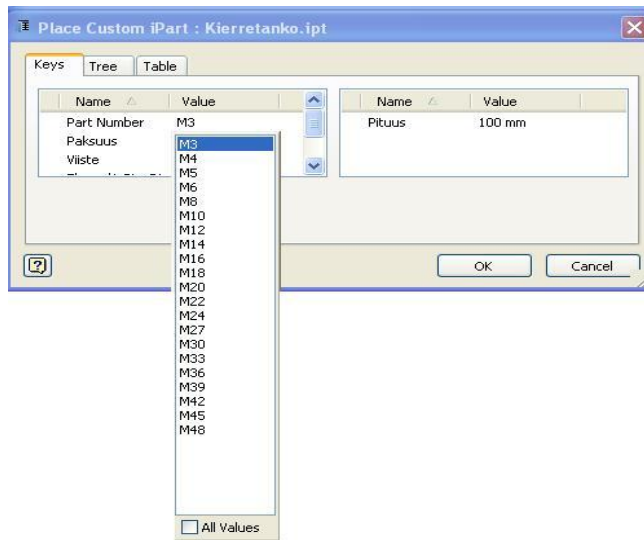 Place Custom iPart : Kierretanko.ipt
Keys Tree Table
Name Value Name Value
Part Number M3 Pituus 100 mm
Paksuus
Viiste
M3
M4
M5
M6
M8
M10
M12
M14
M16
M18
M20
M22
M24
M27
M30
M33
M36
M39
M42
M45
M48
All Values
OK Cancel